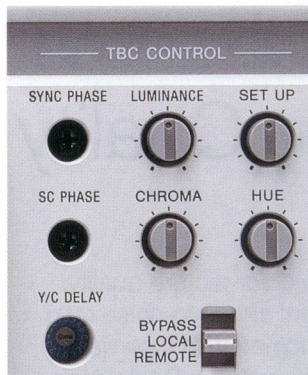 TBC CONTROL
SYNC PHASE LUMINANCE SET UP
SC PHASE CHROMA HUE
Y/C DELAY
BYPASS
LOCAL
REMOTE